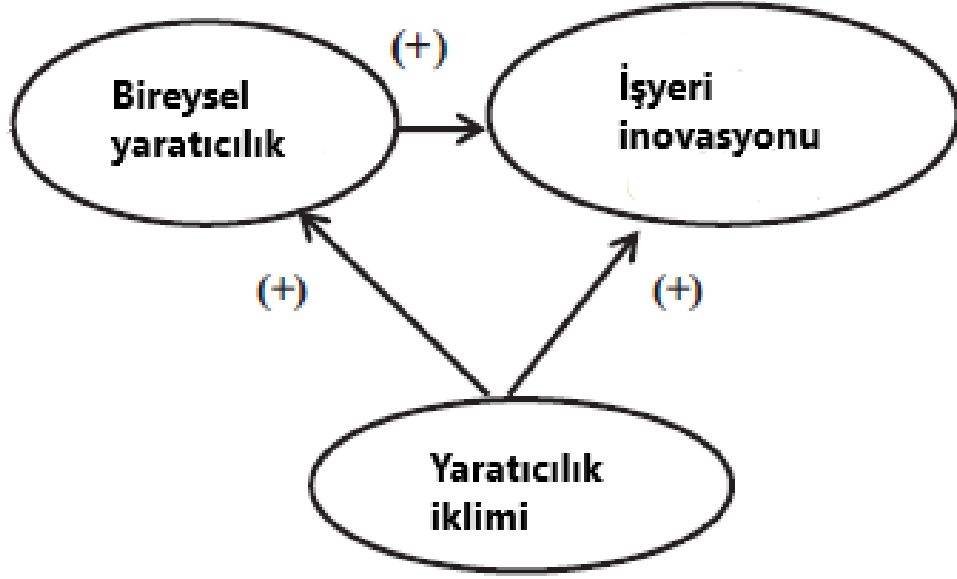 (+)
Bireysel
yaratıcılık
İşyeri
inovasyonu
(+)
(+)
Yaratıcılık
iklimi